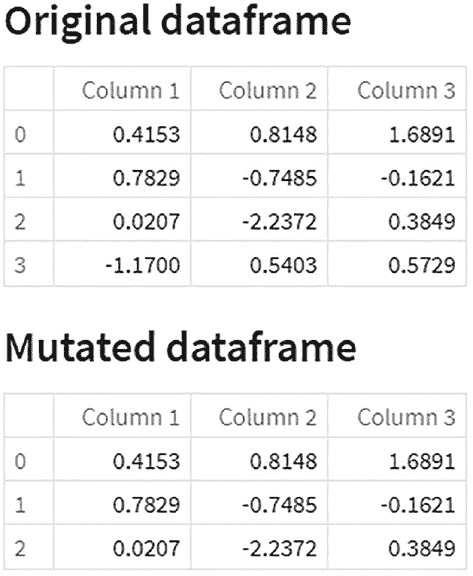 Original dataframe
Column 1 Column 2 Column 3
0 0.4153 0.8148 1.6891
1 0.7829 -0.7485 -0.1621
2 0.0207 -2.2372 0.3849
3 -1.1700 0.5403 0.5729
Mutated dataframe
Column 1 Column 2 Column 3
0 0.4153 0.8148 1.6891
1 0.7829 -0.7485 -0.1621
2 0.0207 -2.2372 0.3849